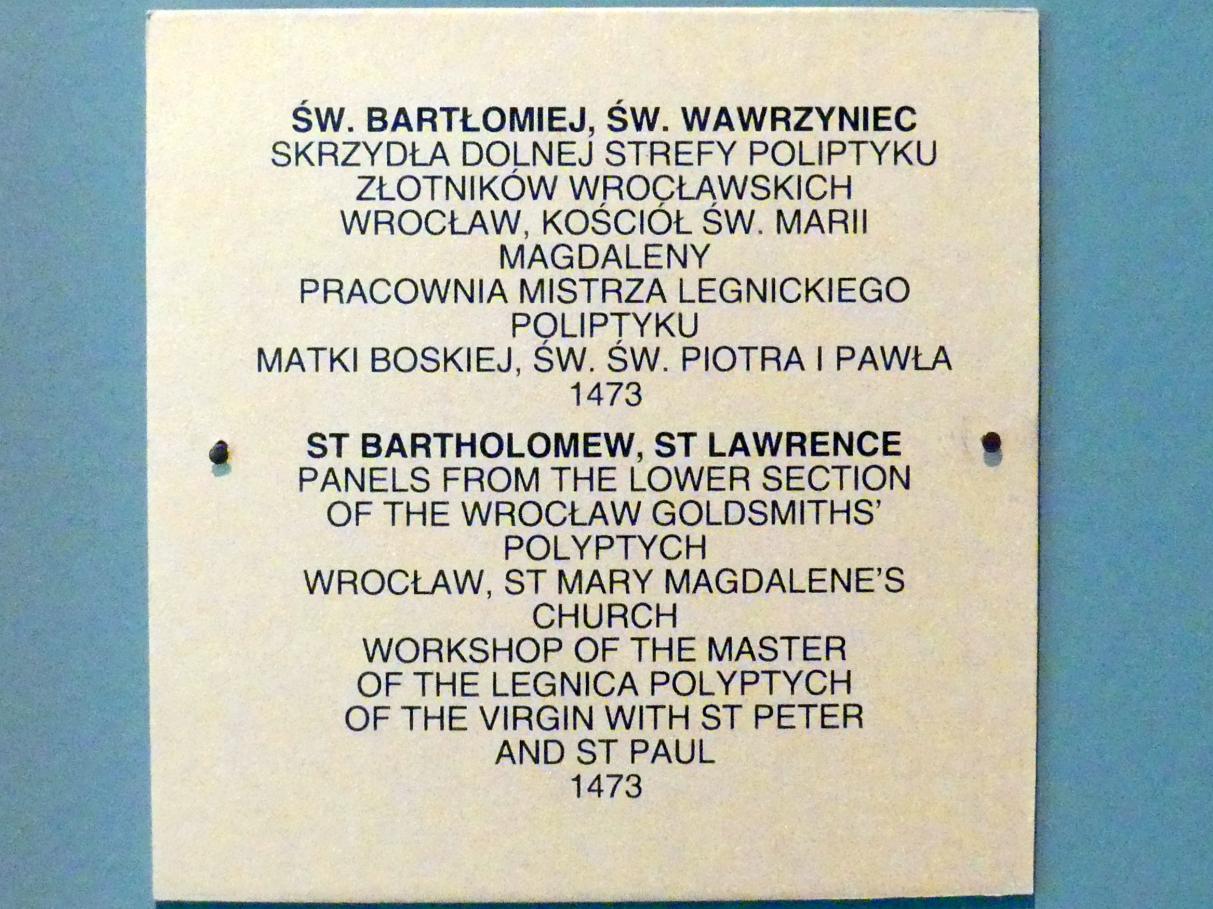 ŚW. BARTŁOMIEJ, ŚW. WAWRZYNIEC
SKRZYDŁA DOLNEJ STREFY POLIPTYKU
ZŁOTNIKÓW WROCŁAWSKICH
WROCŁAW, KOŚCIÓŁ ŚW. MARII
MAGDALENY
PRACOWNIA MISTRZA LEGNICKIEGO
POLIPTYKU
MATKI BOSKIEJ, ŚW. ŚW. PIOTRA I PAWŁA
1473
ST BARTHOLOMEW, ST LAWRENCE
PANELS FROM THE LOWER SECTION
OF THE WROCŁAW GOLDSMITHS'
POLYPTYCH
WROCŁAW, ST MARY MAGDALENE'S
CHURCH
WORKSHOP OF THE MASTER
OF THE LEGNICA POLYPTYCH
OF THE VIRGIN WITH ST PETER
AND ST PAUL
1473